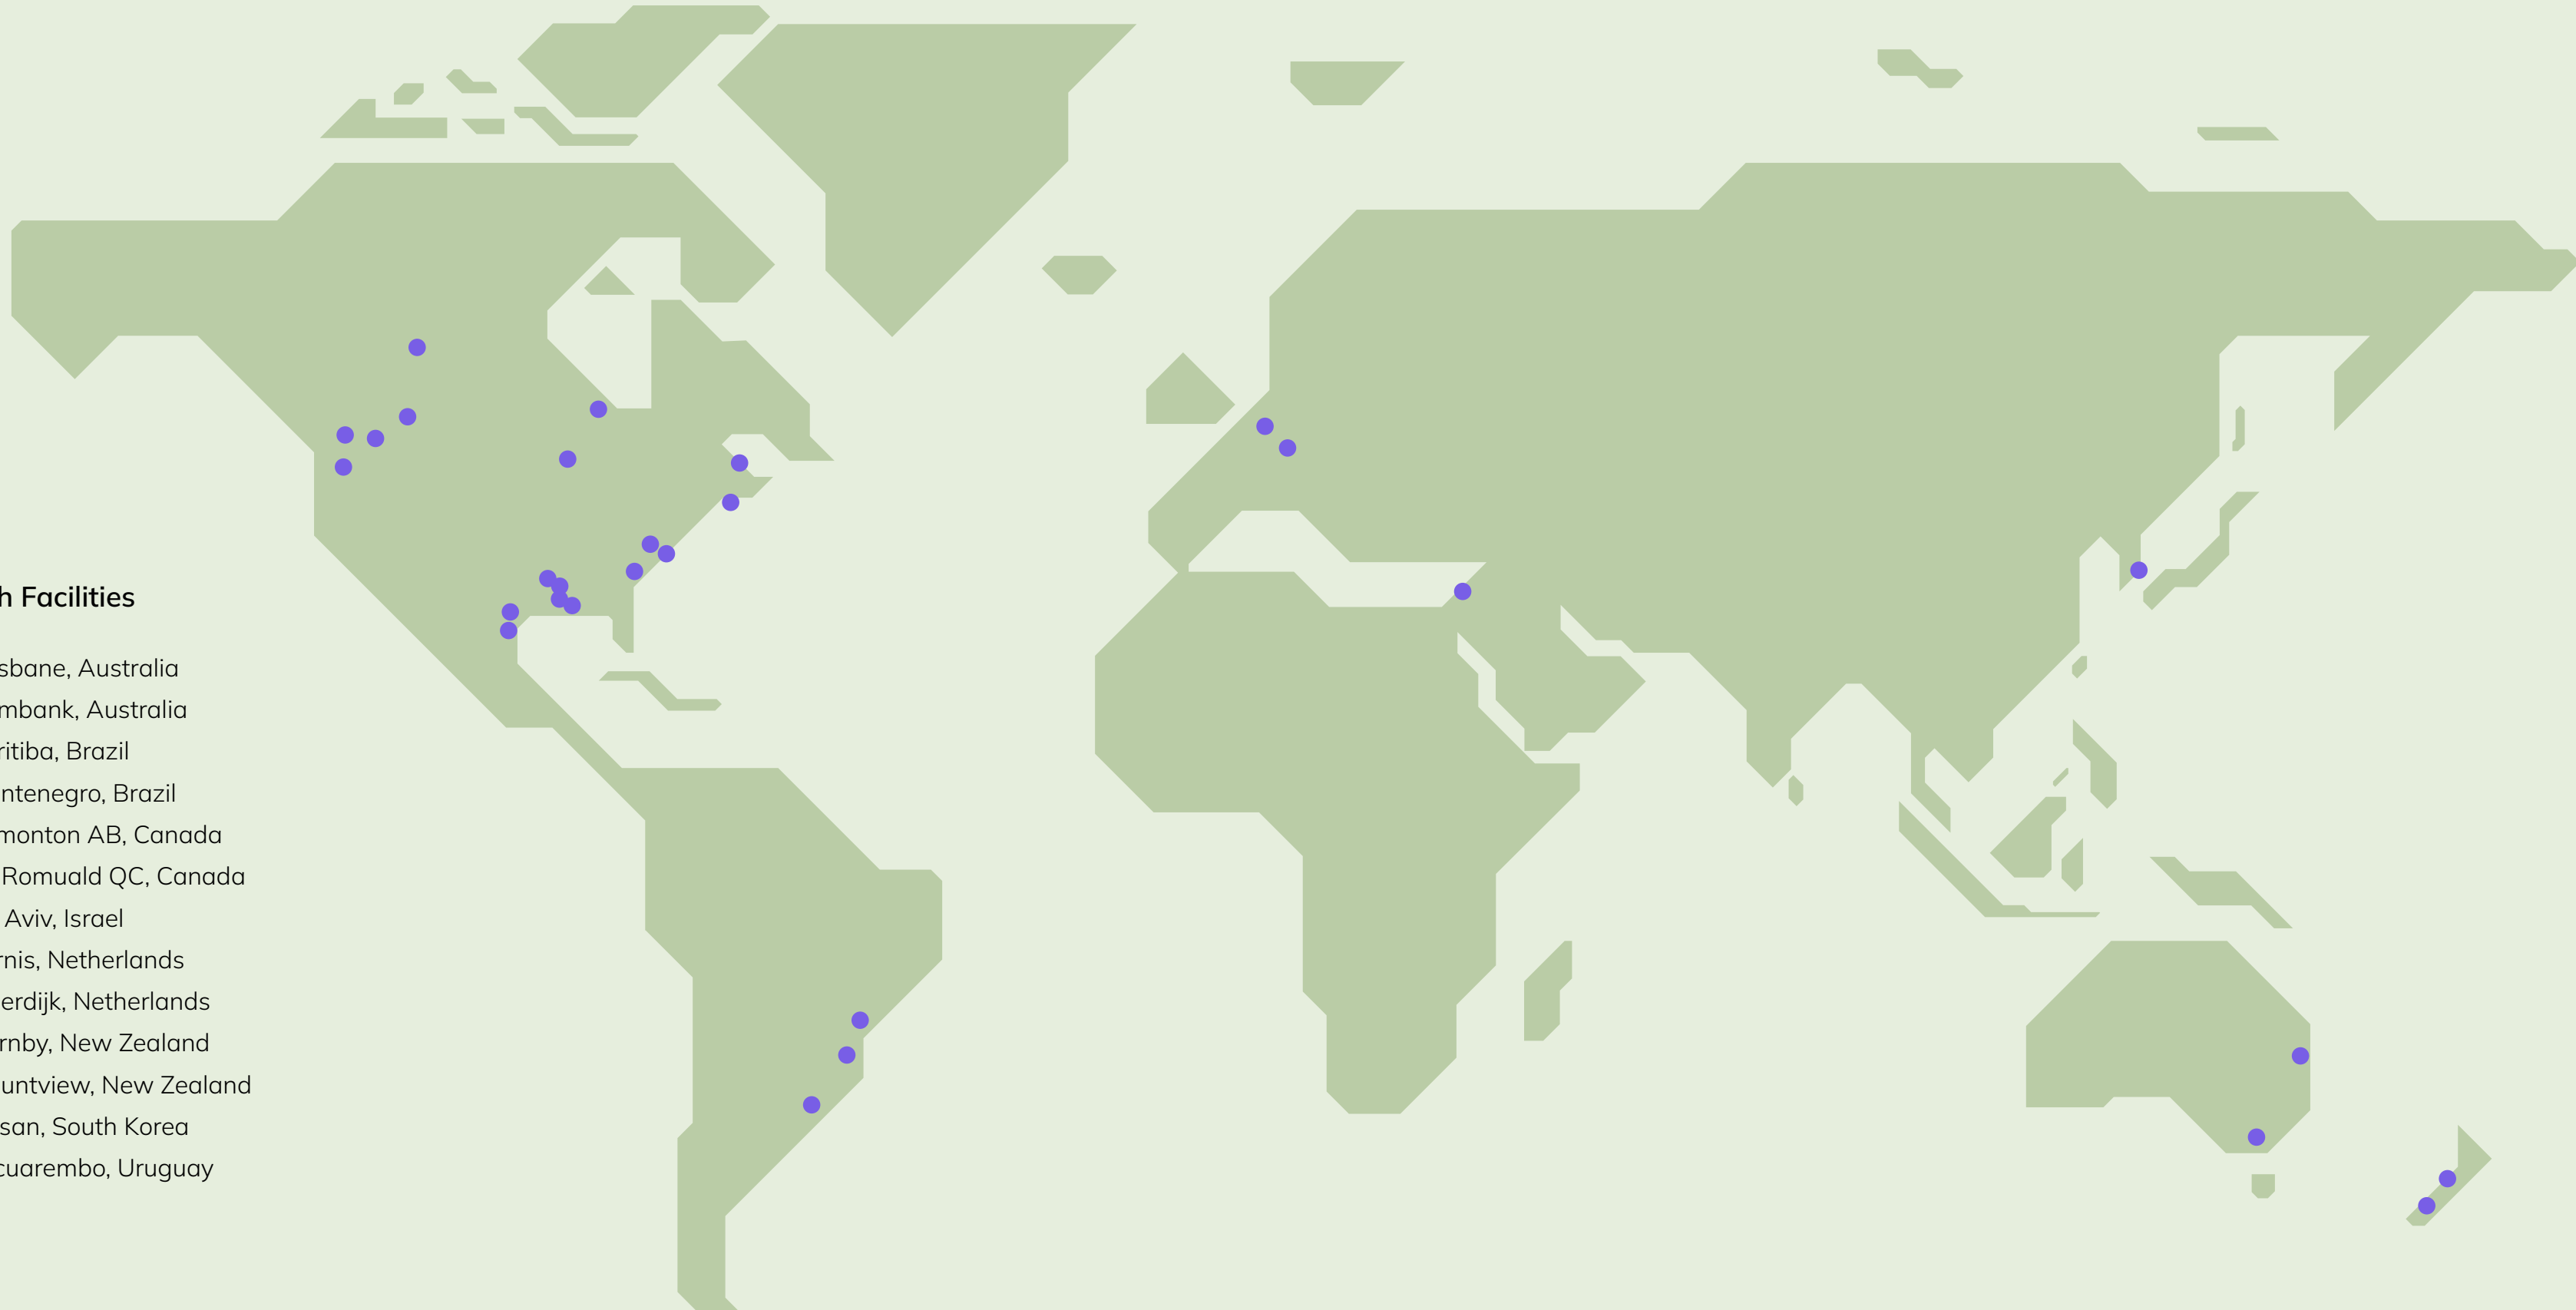 h Facilities
sbane, Australia
mbank, Australia
ritiba, Brazil
ntenegro, Brazil
monton AB, Canada
Romuald QC, Canada
Aviv, Israel
rnis, Netherlands
erdijk, Netherlands
rnby, New Zealand
untview, New Zealand
san, South Korea
cuarembo, Uruguay